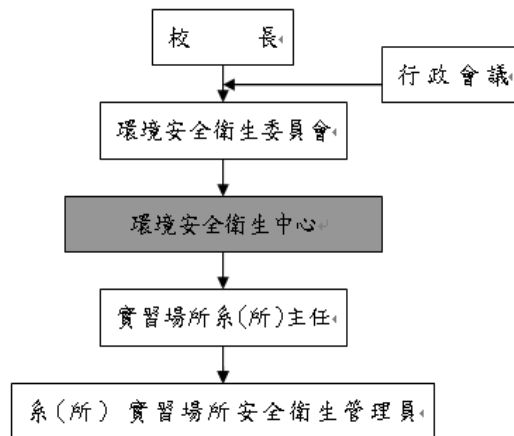 校　　長
行政會議
環境安全衛生委員會
環境安全衛生中心
實習場所系(所)主任
系(所) 實習場所安全衛生管理員